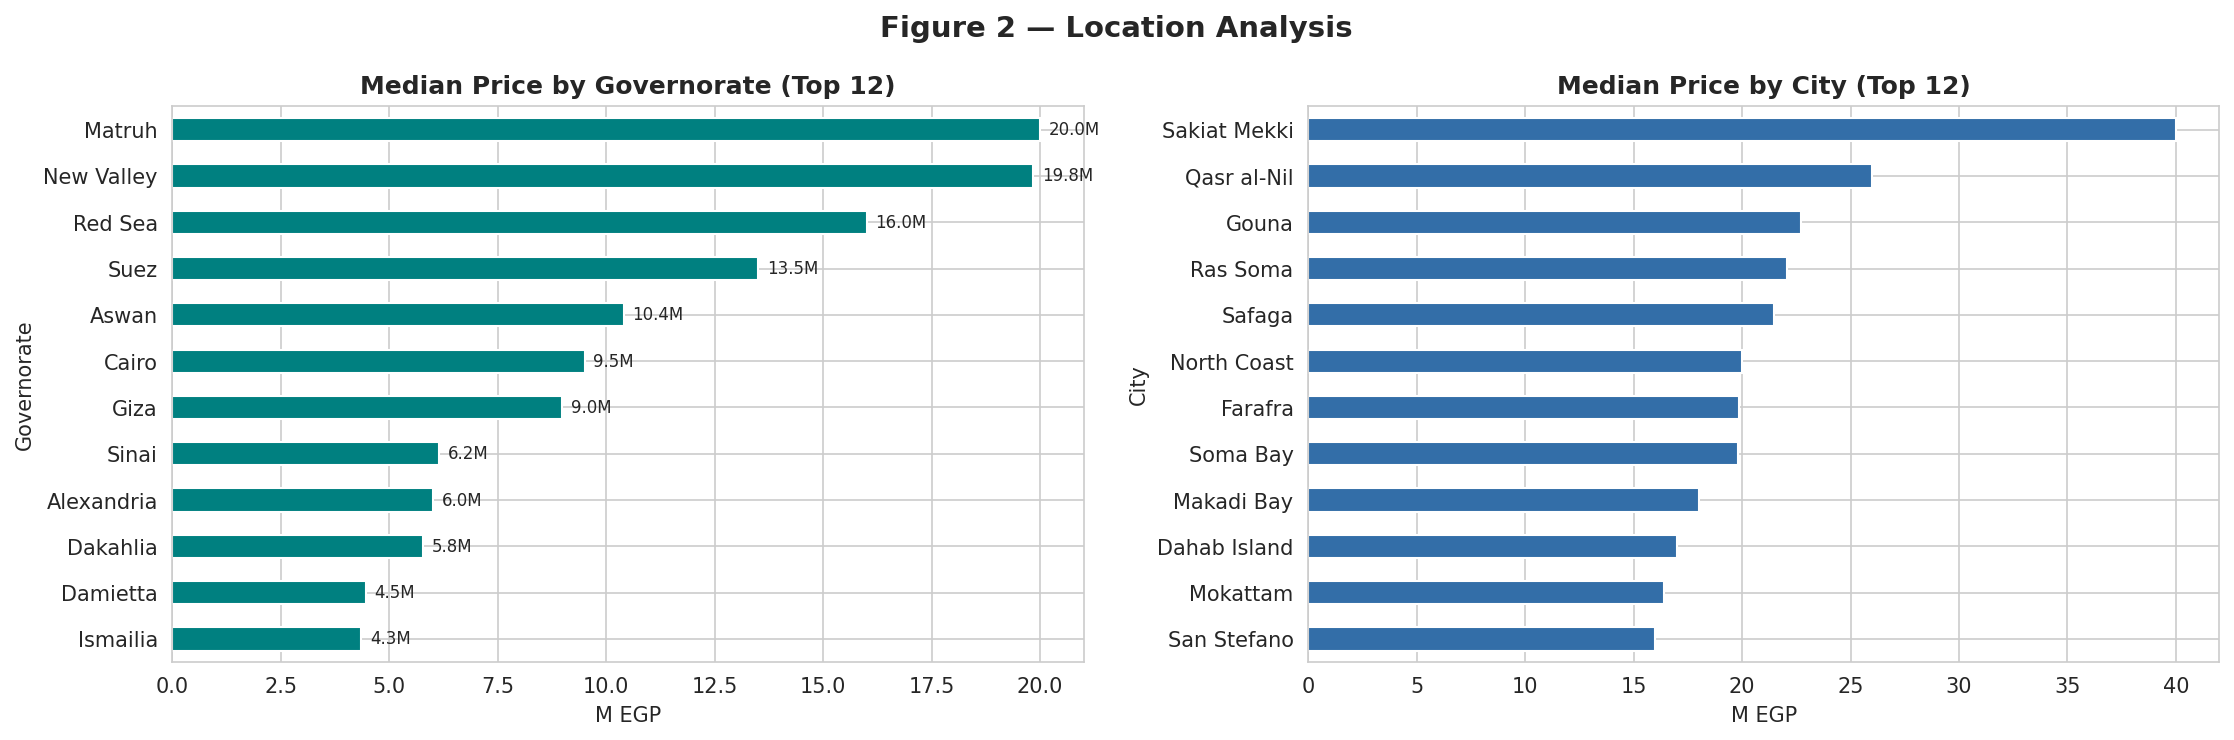 Figure 2 — Location Analysis
Median Price by Governorate (Top 12)
Governorate
Matruh 20.0M
New Valley 19.8M
Red Sea 16.0M
Suez 13.5M
Aswan 10.4M
Cairo 9.5M
Giza 9.0M
Sinai 6.2M
Alexandria 6.0M
Dakahlia 5.8M
Damietta 4.5M
Ismailia 4.3M
0.0 2.5 5.0 7.5 10.0 12.5 15.0 17.5 20.0
M EGP
Median Price by City (Top 12)
City
Sakiat Mekki
Qasr al-Nil
Gouna
Ras Soma
Safaga
North Coast
Farafra
Soma Bay
Makadi Bay
Dahab Island
Mokattam
San Stefano
0 5 10 15 20 25 30 35 40
M EGP